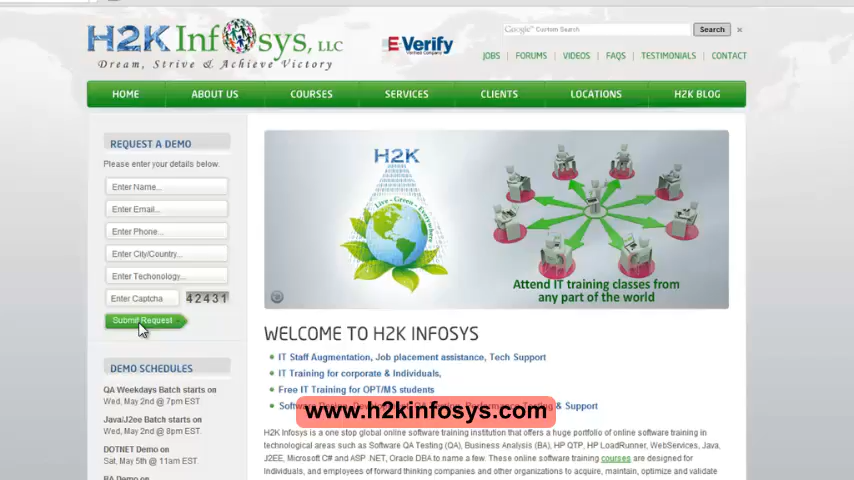 H2K Infosys, LLC
Dream, Strive & Achieve Victory
E-Verify
Google Custom Search
Search
×
JOBS | FORUMS | VIDEOS | FAQS | TESTIMONIALS | CONTACT
HOME
ABOUT US
COURSES
SERVICES
CLIENTS
LOCATIONS
H2K BLOG
REQUEST A DEMO
Please enter your details below.
Enter Name...
Enter Email...
Enter Phone...
Enter City/Country...
Enter Techonology...
Enter Captcha
42431
Submit Request
DEMO SCHEDULES
QA Weekdays Batch starts on
Wed, May 2nd @ 7pm EST
Java/J2ee Batch starts on
Wed, May 2nd @ 8pm EST.
DOTNET Demo on
Sat, May 5th @ 11am EST.
BA Demo on
H2K
Live - Green - Everywhere
Attend IT training classes from
any part of the world
WELCOME TO H2K INFOSYS
IT Staff Augmentation, Job placement assistance, Tech Support
IT Training for corporate & Individuals,
Free IT Training for OPT/MS students
& Support
www.h2kinfosys.com
H2K Infosys is a one stop global online software training institution that offers a huge portfolio of online software training in
technological areas such as Software QA Testing (QA), Business Analysis (BA), HP QTP, HP LoadRunner, WebServices, Java,
J2EE, Microsoft C# and ASP .NET, Oracle DBA to name a few. These online software training courses are designed for
Individuals, and employees of forward thinking companies and other organizations to acquire, maintain, optimize and validate